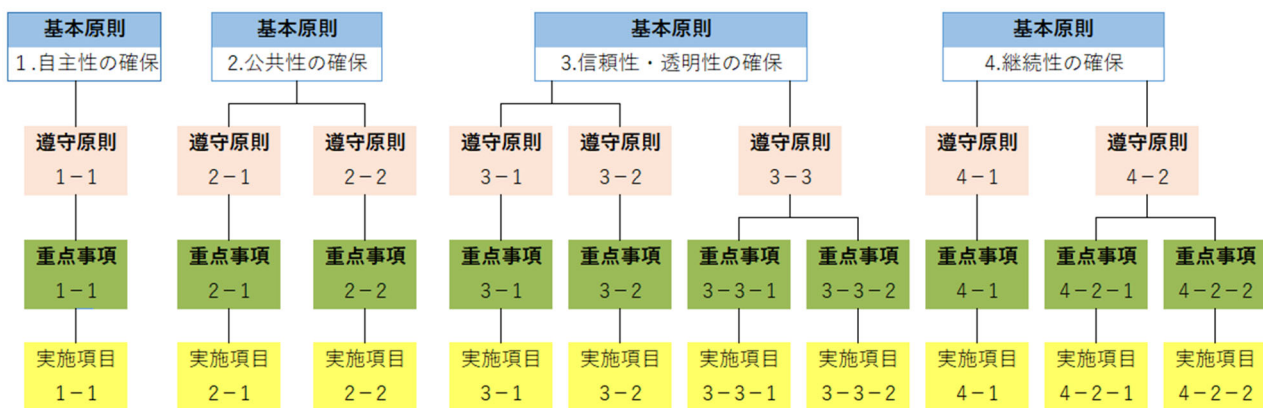 基本原則
1.自主性の確保
基本原則
2.公共性の確保
基本原則
3.信頼性・透明性の確保
基本原則
4.継続性の確保
遵守原則
1－1
遵守原則
2－1
遵守原則
2－2
遵守原則
3－1
遵守原則
3－2
遵守原則
3－3
遵守原則
4－1
遵守原則
4－2
重点事項
1－1
重点事項
2－1
重点事項
2－2
重点事項
3－1
重点事項
3－2
重点事項
3－3－1
重点事項
3－3－2
重点事項
4－1
重点事項
4－2－1
重点事項
4－2－2
実施項目
1－1
実施項目
2－1
実施項目
2－2
実施項目
3－1
実施項目
3－2
実施項目
3－3－1
実施項目
3－3－2
実施項目
4－1
実施項目
4－2－1
実施項目
4－2－2